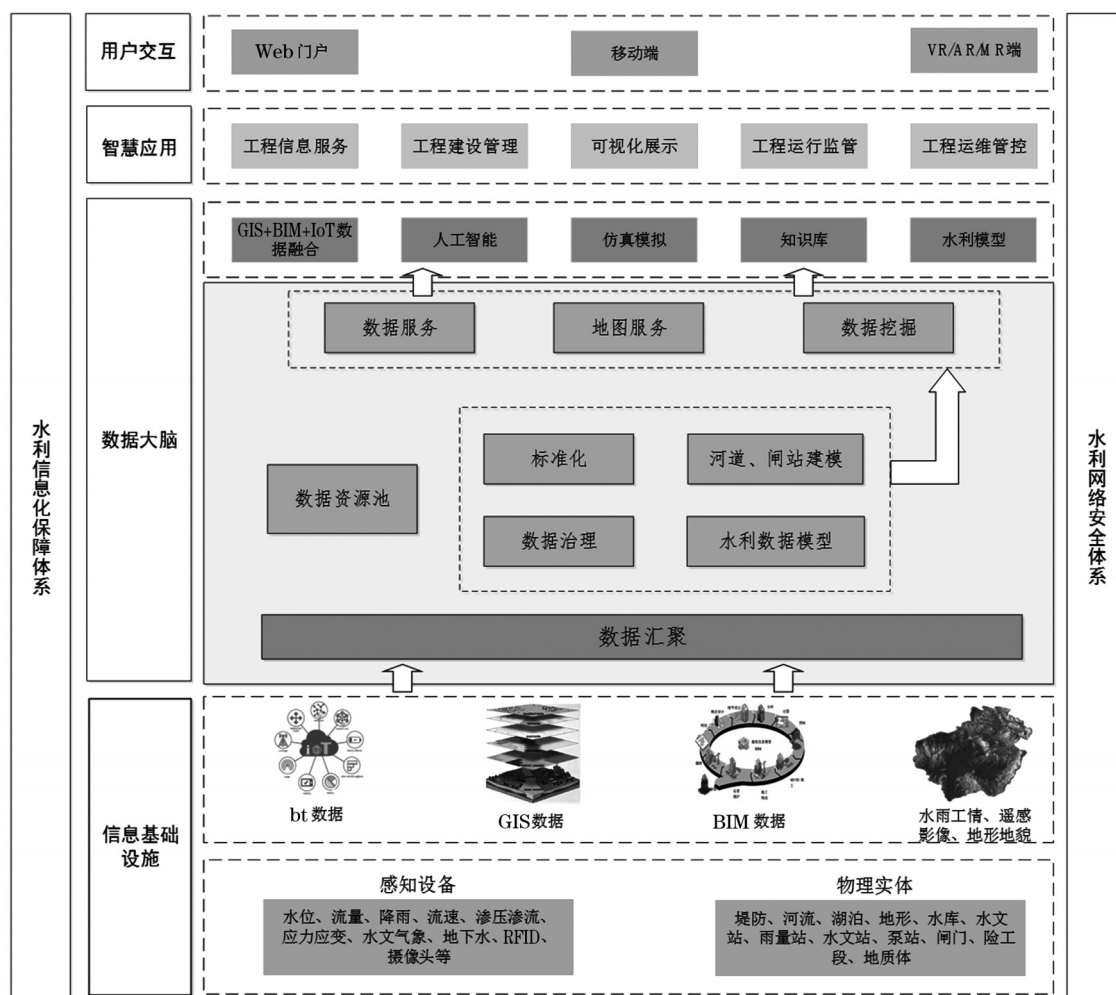 水利信息化保障体系
用户交互
Web门户
移动端
VR/AR/MR端
智慧应用
工程信息服务
工程建设管理
可视化展示
工程运行监管
工程运维管控
数据大脑
GIS+BIM+IoT数
据融合
人工智能
仿真模拟
知识库
水利模型
数据服务
地图服务
数据挖掘
标准化
河道、闸站建模
数据资源池
数据治理
水利数据模型
数据汇聚
信息基础
设施
IoT
bt数据
GIS数据
BIM数据
水雨工情、遥感
影像、地形地貌
感知设备
水位、流量、降雨、流速、渗压渗流、
应力应变、水文气象、地下水、RFID、
摄像头等
物理实体
堤防、河流、湖泊、地形、水库、水文
站、雨量站、水文站、泵站、闸门、险工
段、地质体
水利网络安全体系